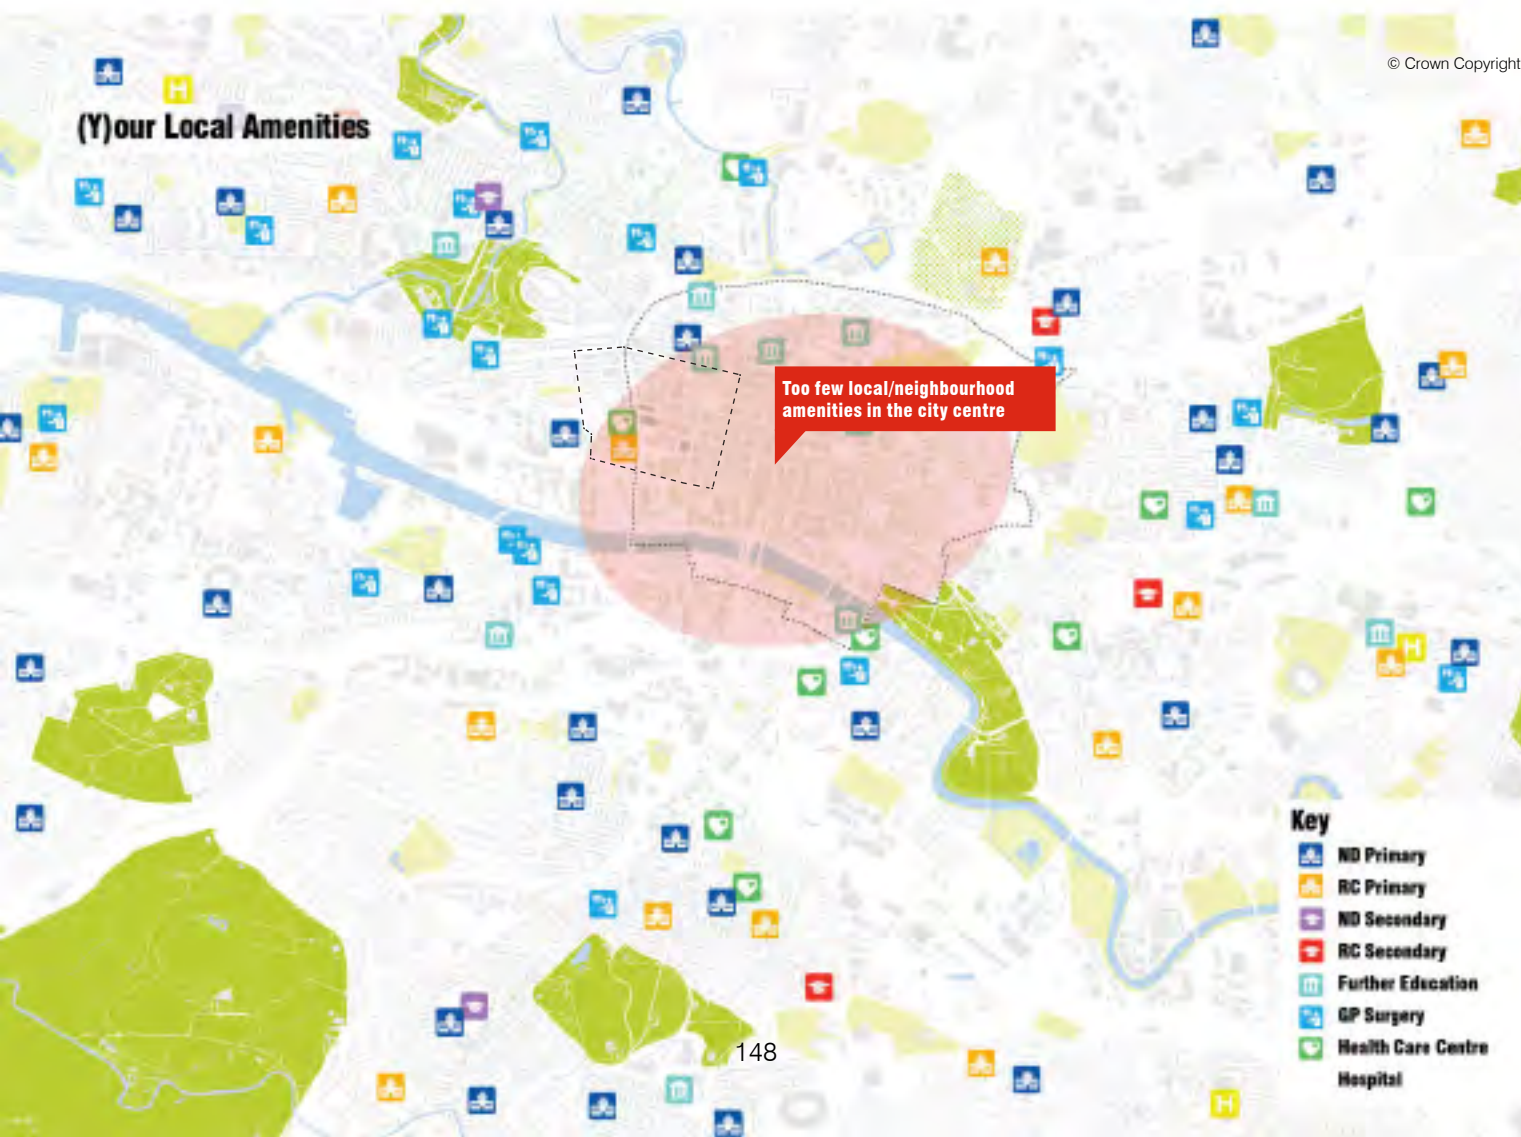 © Crown Copyright
(Y)our Local Amenities
Too few local/neighbourhood
amenities in the city centre
Key
ND Primary
RC Primary
ND Secondary
RC Secondary
Further Education
GP Surgery
Health Care Centre
Hospital
148